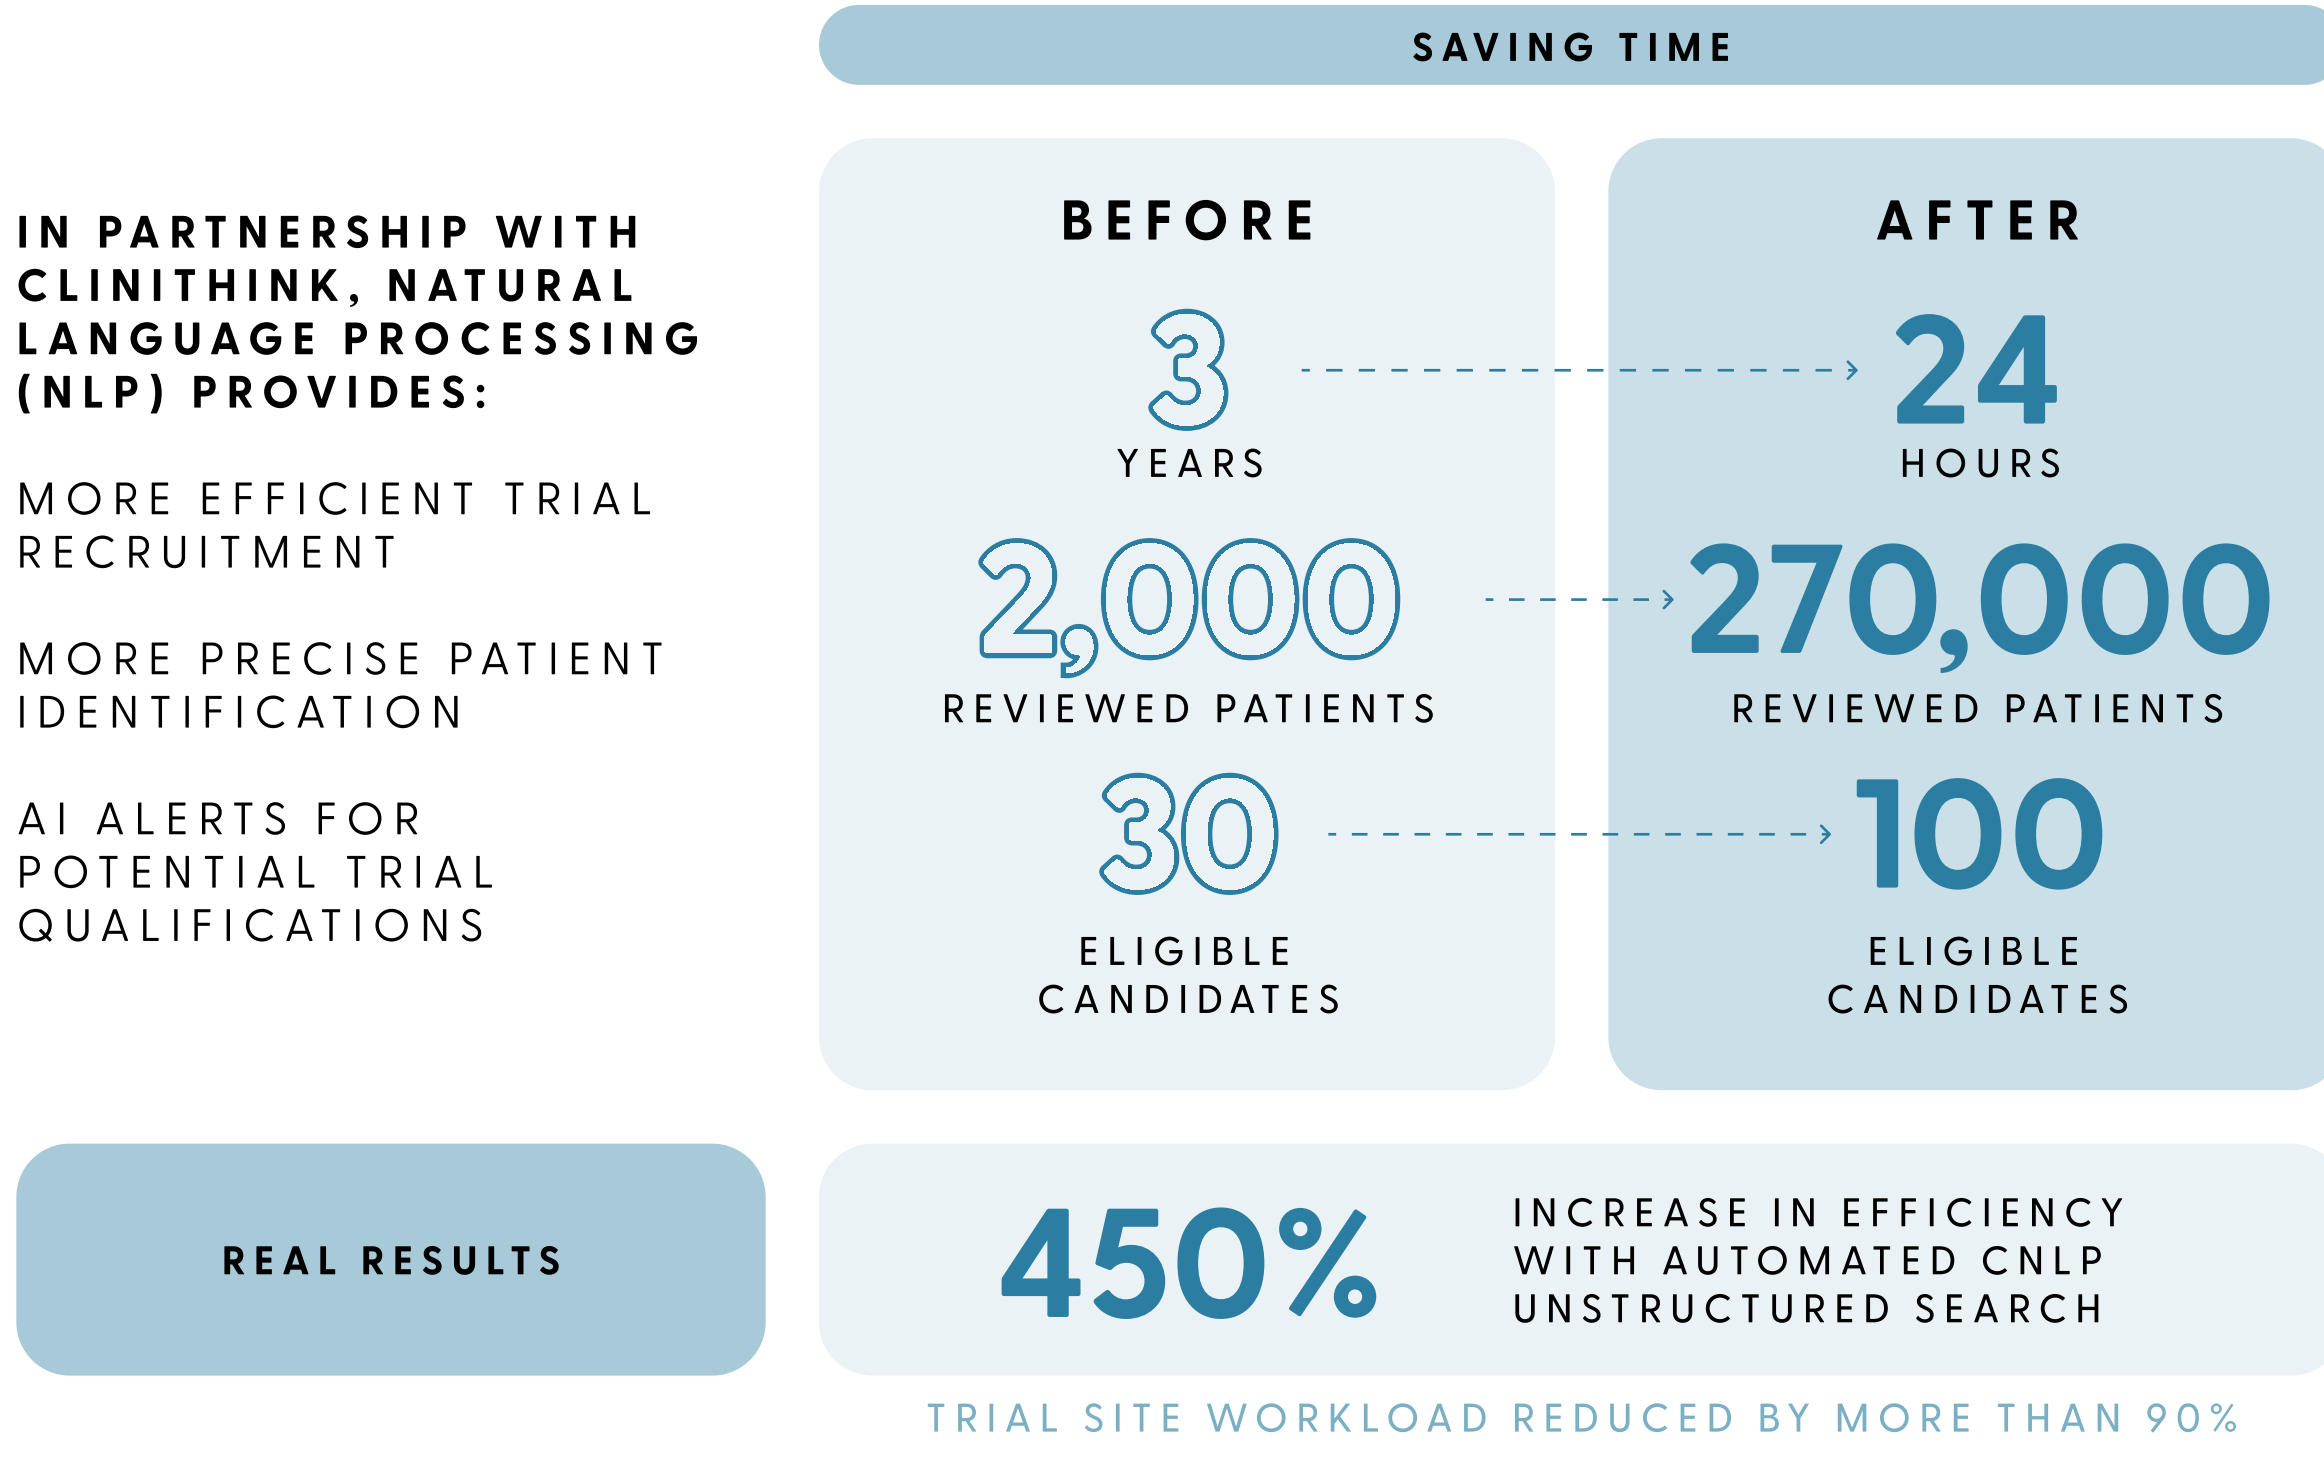 SAVING TIME
IN PARTNERSHIP WITH
CLINITHINK, NATURAL
LANGUAGE PROCESSING
(NLP) PROVIDES:
MORE EFFICIENT TRIAL
RECRUITMENT
MORE PRECISE PATIENT
IDENTIFICATION
AI ALERTS FOR
POTENTIAL TRIAL
QUALIFICATIONS
BEFORE
3
YEARS
2,000
REVIEWED PATIENTS
30
ELIGIBLE
CANDIDATES
AFTER
24
HOURS
270,000
REVIEWED PATIENTS
100
ELIGIBLE
CANDIDATES
REAL RESULTS
450%
INCREASE IN EFFICIENCY
WITH AUTOMATED CNLP
UNSTRUCTURED SEARCH
TRIAL SITE WORKLOAD REDUCED BY MORE THAN 90%